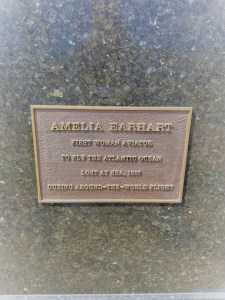 AMELIA EARHART
FIRST WOMAN AVIATOR
TO FLY THE ATLANTIC OCEAN
LOST AT SEA, 1937
DURING AROUND-THE-WORLD FLIGHT